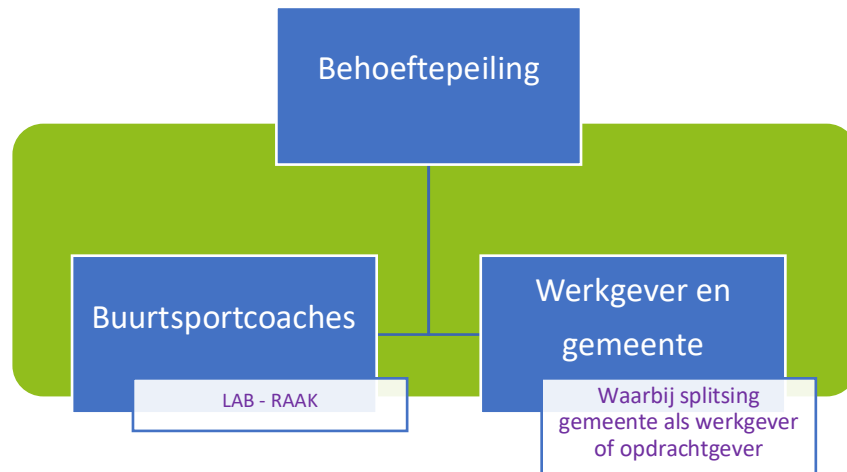 Behoeftepeiling
Buurtsportcoaches
LAB - RAAK
Werkgever en
gemeente
Waarbij splitsing
gemeente als werkgever
of opdrachtgever